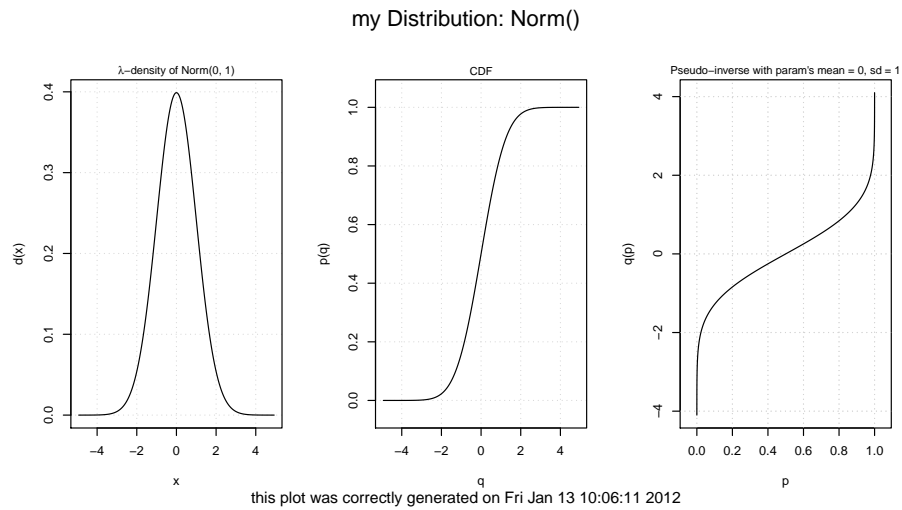 my Distribution: Norm()
λ−density of Norm(0, 1)
d(x)
0.0 0.1 0.2 0.3 0.4
−4 −2 0 2 4
x
CDF
p(q)
0.0 0.2 0.4 0.6 0.8 1.0
−4 −2 0 2 4
q
Pseudo−inverse with param's mean = 0, sd = 1
q(p)
−4 −2 0 2 4
0.0 0.2 0.4 0.6 0.8 1.0
p
this plot was correctly generated on Fri Jan 13 10:06:11 2012